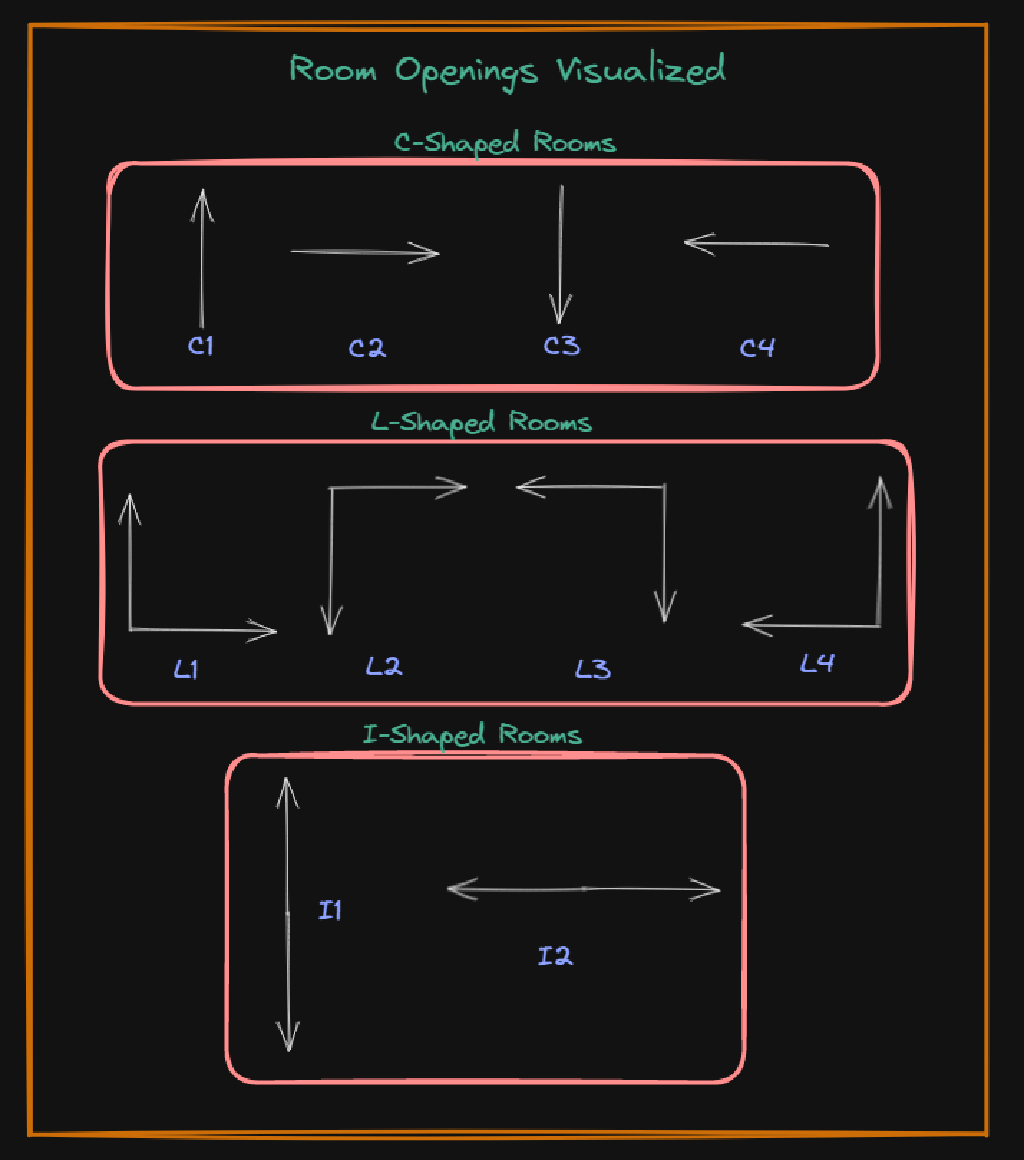 Room Openings Visualized
C-Shaped Rooms
C1
C2
C3
C4
L-Shaped Rooms
L1
L2
L3
L4
I-Shaped Rooms
I1
I2